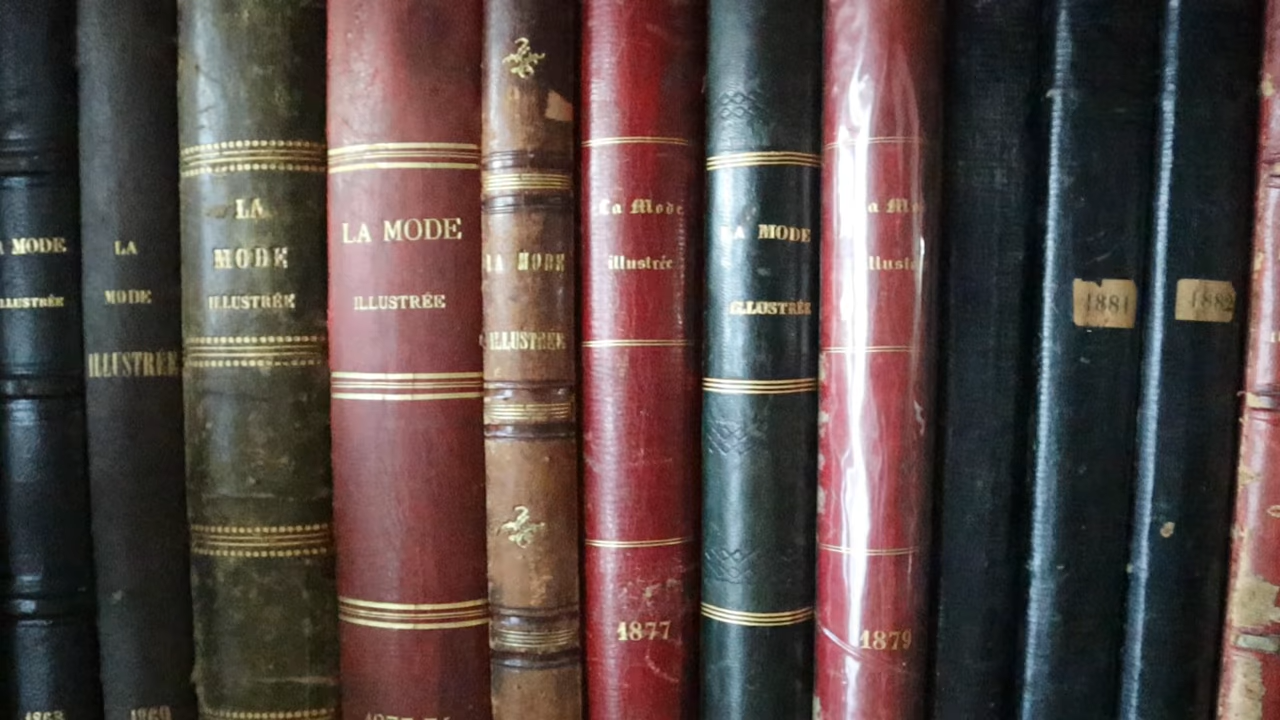 MODE
ILLUSTRÉE
LA
MODE
ILLUSTRÉE
LA
MODE
ILLUSTRÉE
LA MODE
ILLUSTRÉE
LA MODE
ILLUSTRÉE
La Mode
illustrée
1877
LA MODE
ILLUSTRÉE
1879
1881
1882